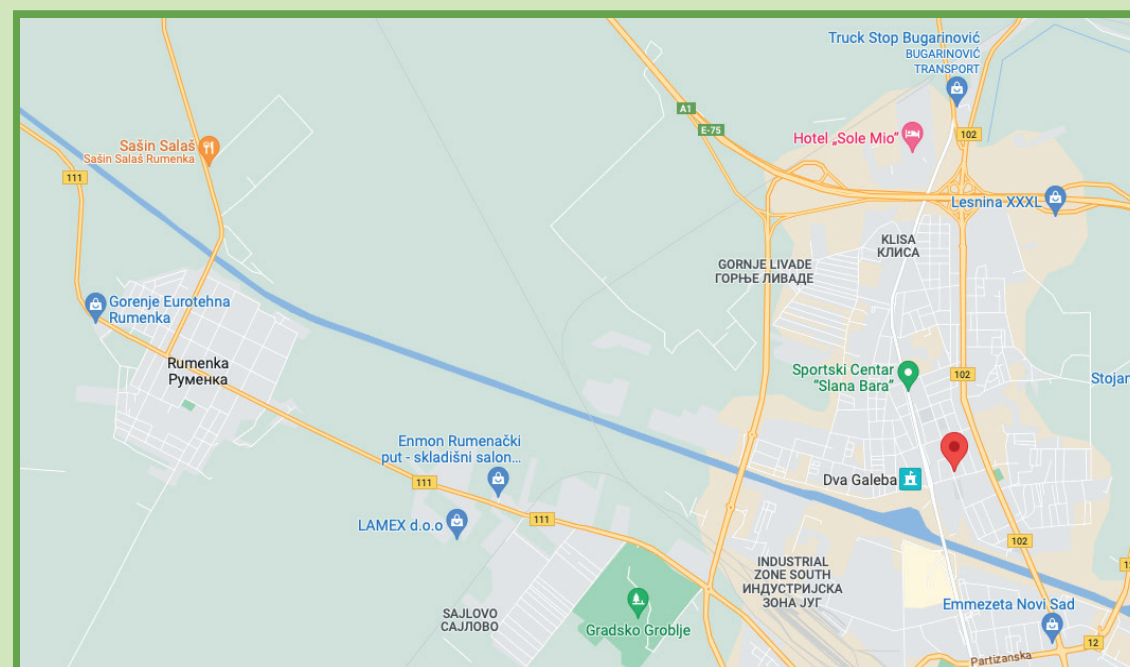 Truck Stop Bugarinović
BUGARINOVIĆ
TRANSPORT
A1
E-75
102
Hotel „Sole Mio”
Sašin Salaš
Sašin Salaš Rumenka
111
Lesnina XXXL
KLISA
КЛИСА
GORNJE LIVADE
ГОРЊЕ ЛИВАДЕ
Gorenje Eurotehna
Rumenka
Rumenka
Руменка
Sportski Centar
"Slana Bara"
102
Stojan
Enmon Rumenački
put - skladišni salon...
Dva Galeba
111
LAMEX d.o.o
111
102
INDUSTRIAL
ZONE SOUTH
ИНДУСТРИЈСКА
ЗОНА ЈУГ
SAJLOVO
САЈЛОВО
Gradsko Groblje
Emmezeta Novi Sad
12
Partizanska